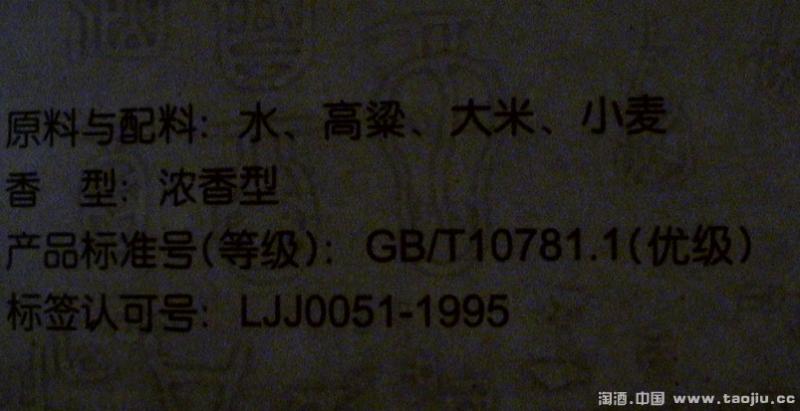 原料与配料：水、高粱、大米、小麦
香　型：浓香型
产品标准号(等级)：GB/T10781.1(优级)
标签认可号：LJJ0051-1995
淘酒.中国 www.taojiu.cc